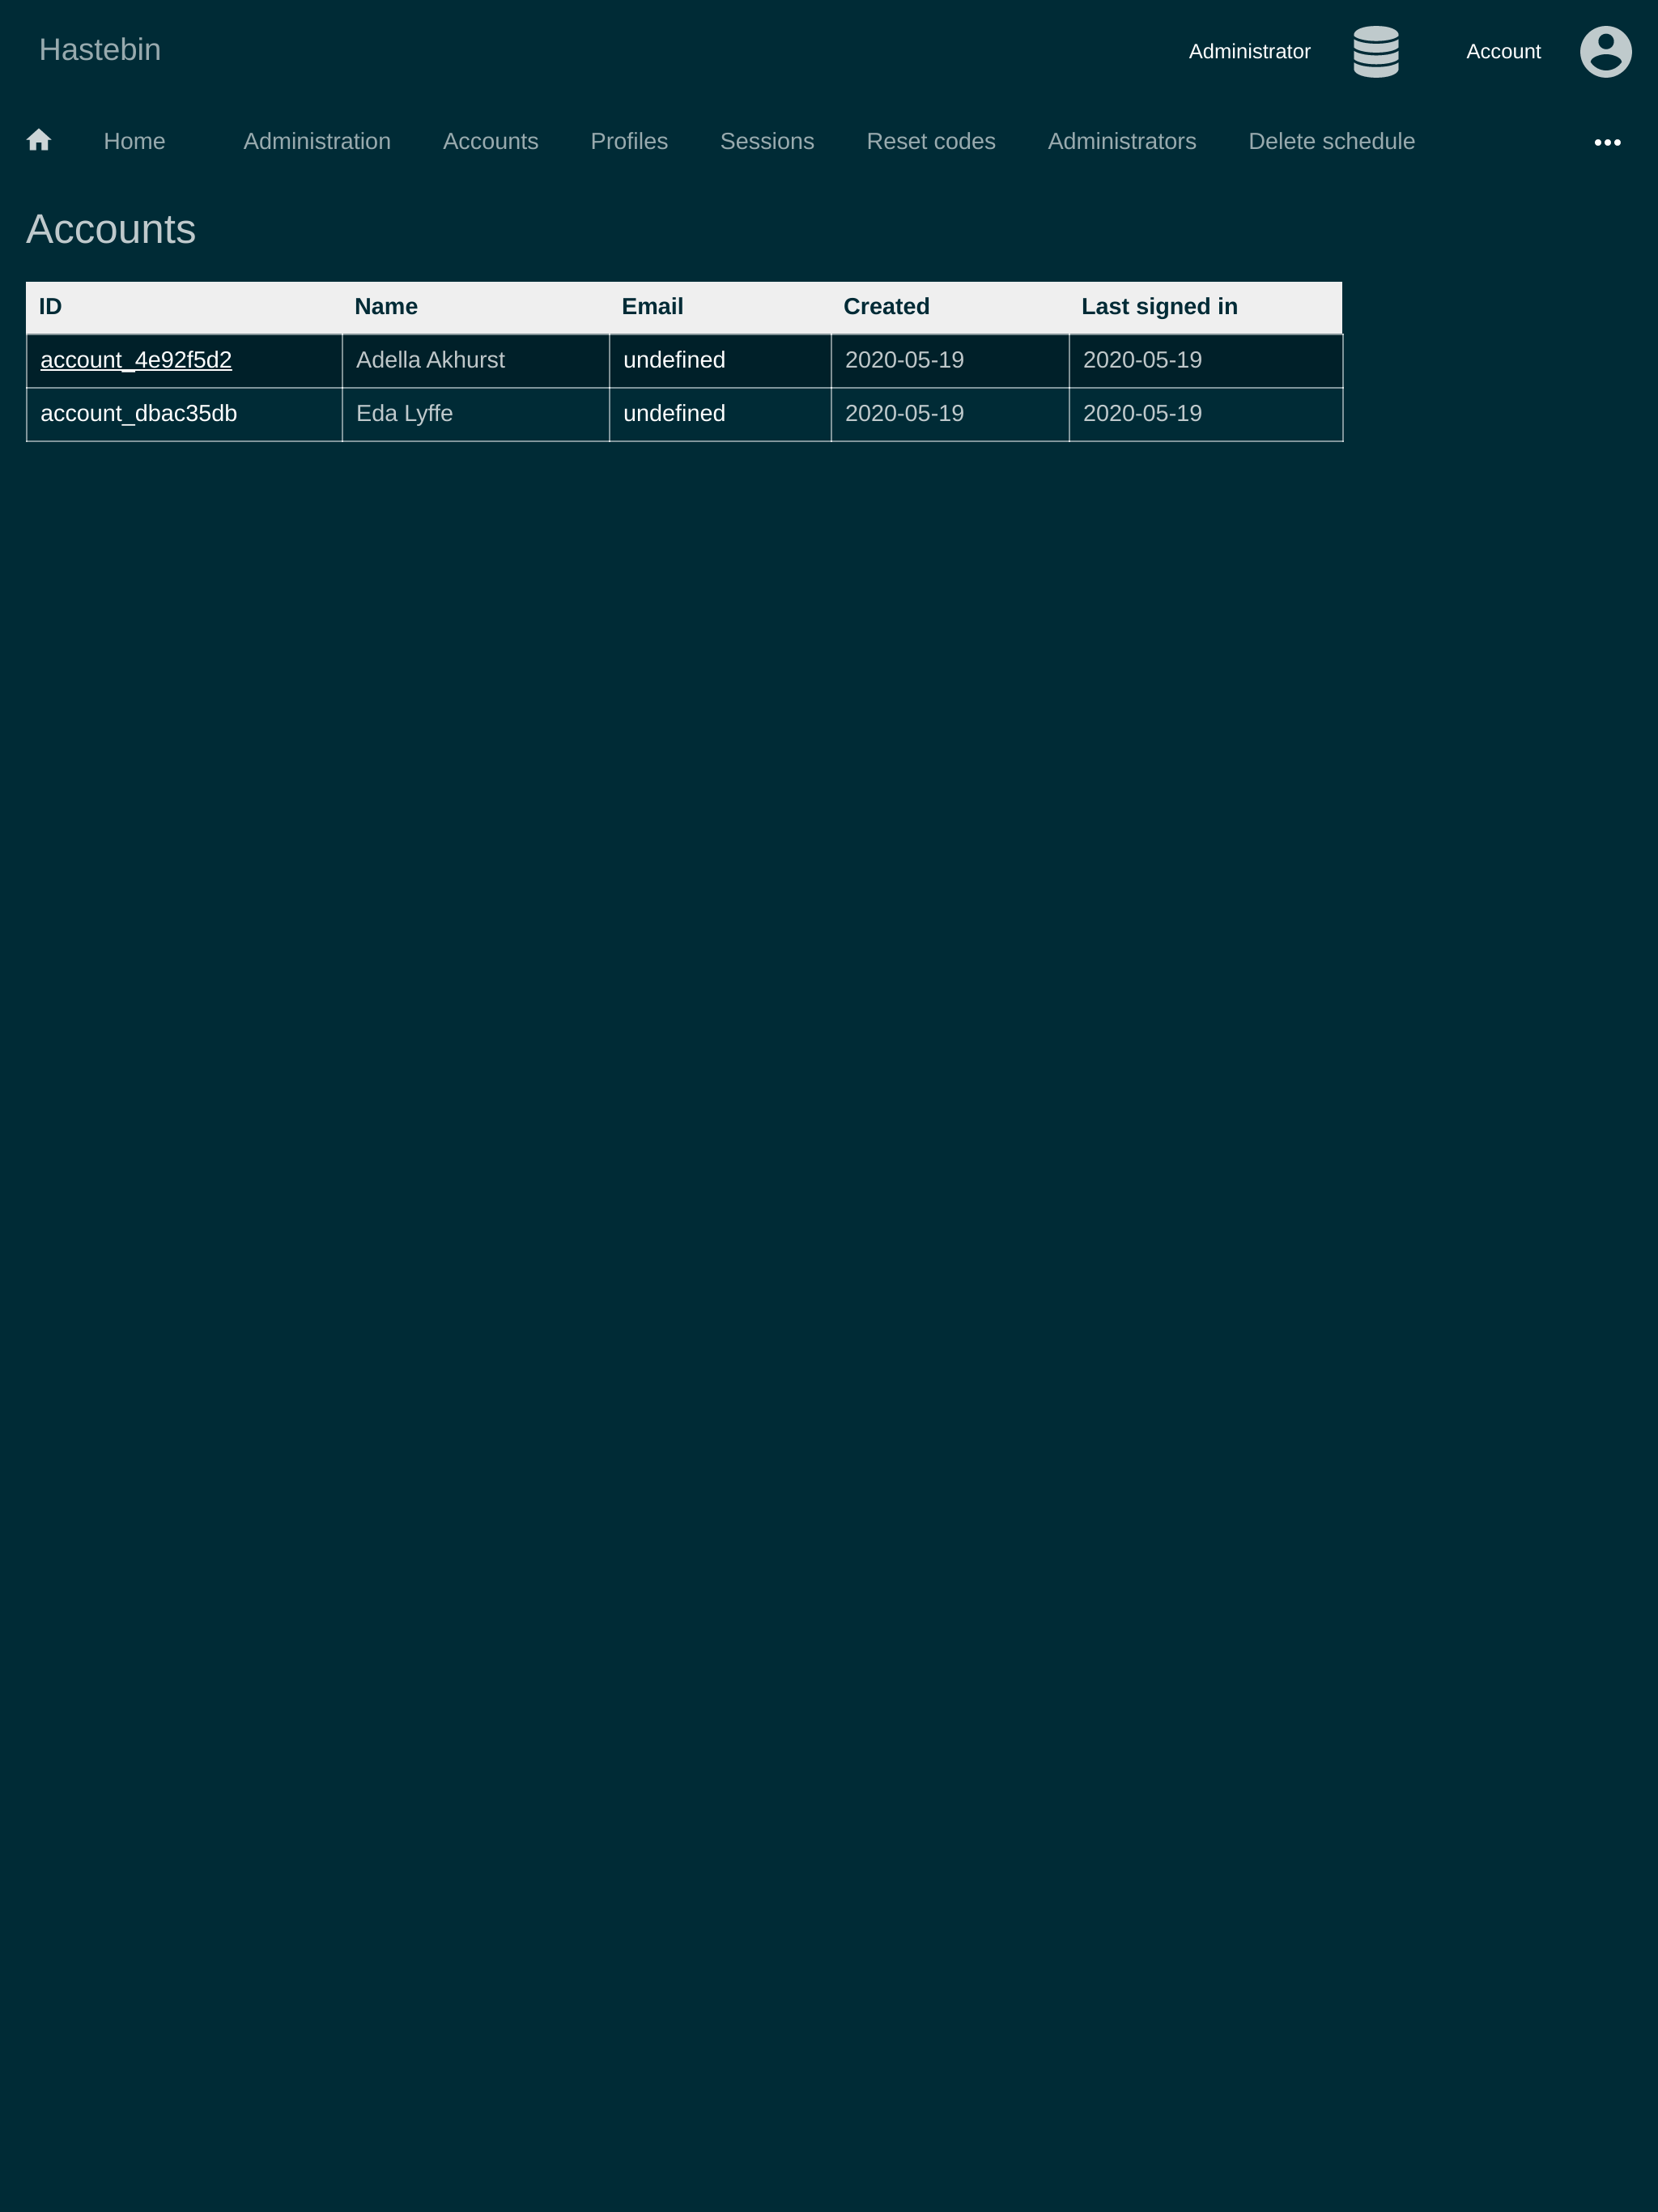 Hastebin Administrator Account
Home Administration Accounts Profiles Sessions Reset codes Administrators Delete schedule •••
Accounts
ID Name Email Created Last signed in
account_4e92f5d2 Adella Akhurst undefined 2020-05-19 2020-05-19
account_dbac35db Eda Lyffe undefined 2020-05-19 2020-05-19